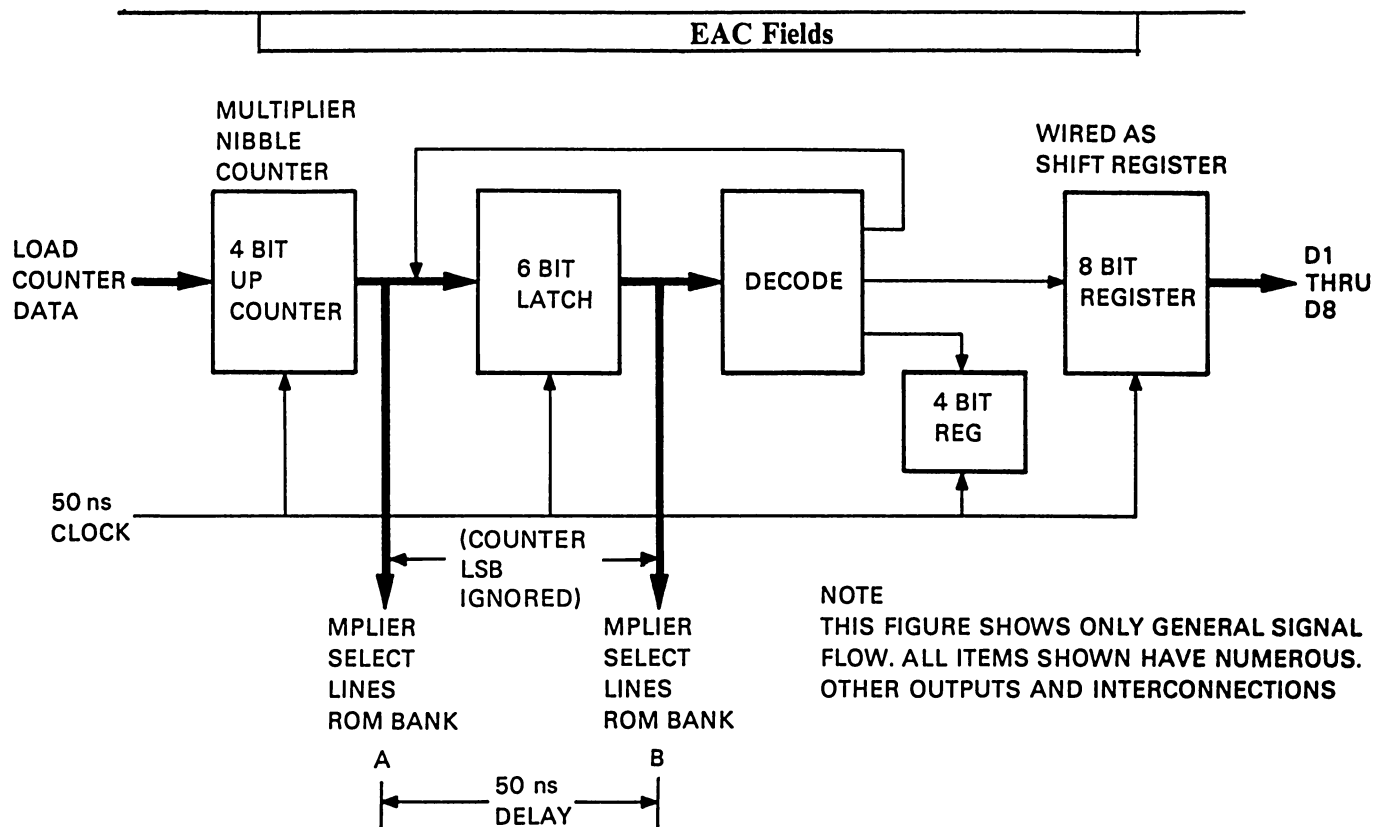 EAC Fields
MULTIPLIER
NIBBLE
COUNTER
WIRED AS
SHIFT REGISTER
LOAD
COUNTER
DATA
4 BIT
UP
COUNTER
6 BIT
LATCH
DECODE
8 BIT
REGISTER
D1
THRU
D8
4 BIT
REG
50 ns
CLOCK
(COUNTER
LSB
IGNORED)
MPLIER
SELECT
LINES
ROM BANK
A
MPLIER
SELECT
LINES
ROM BANK
B
50 ns
DELAY
NOTE
THIS FIGURE SHOWS ONLY GENERAL SIGNAL
FLOW. ALL ITEMS SHOWN HAVE NUMEROUS.
OTHER OUTPUTS AND INTERCONNECTIONS